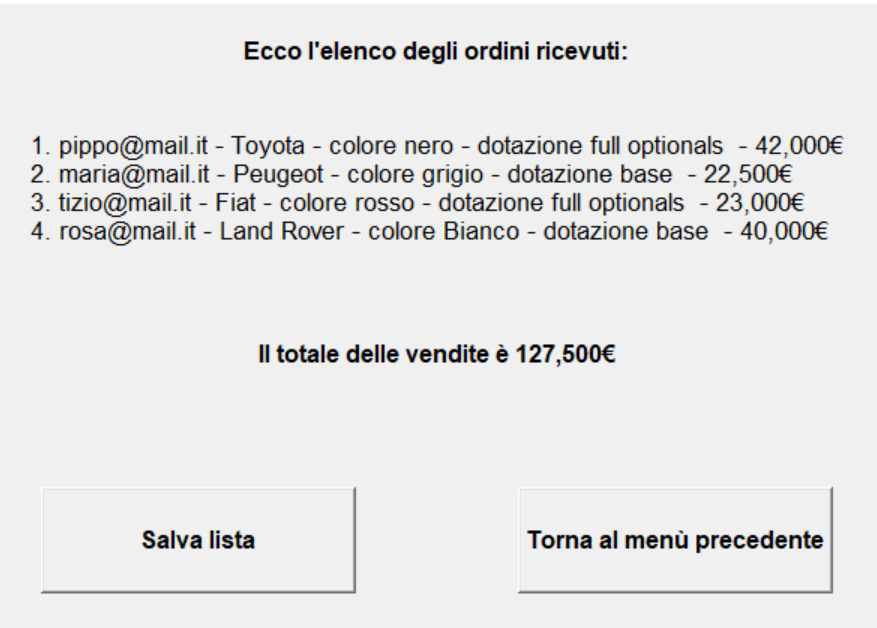 Ecco l'elenco degli ordini ricevuti:
1. pippo@mail.it - Toyota - colore nero - dotazione full optionals  - 42,000€
2. maria@mail.it - Peugeot - colore grigio - dotazione base  - 22,500€
3. tizio@mail.it - Fiat - colore rosso - dotazione full optionals  - 23,000€
4. rosa@mail.it - Land Rover - colore Bianco - dotazione base  - 40,000€
Il totale delle vendite è 127,500€
Salva lista
Torna al menù precedente